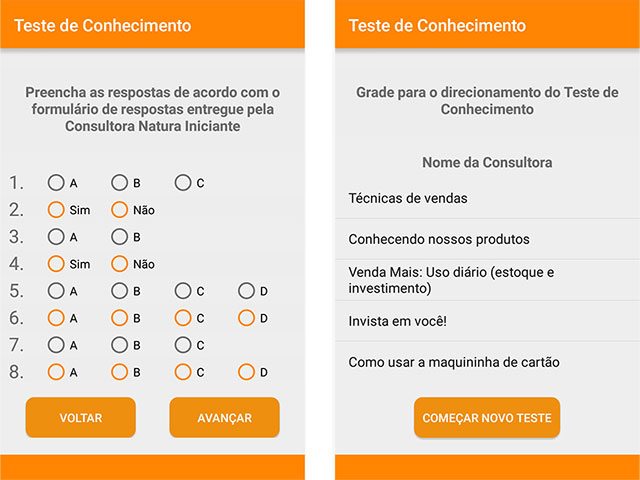 Teste de Conhecimento
Preencha as respostas de acordo com o
formulário de respostas entregue pela
Consultora Natura Iniciante
1. A B C
2. Sim Não
3. A B
4. Sim Não
5. A B C D
6. A B C D
7. A B C
8. A B C D
VOLTAR AVANÇAR
Teste de Conhecimento
Grade para o direcionamento do Teste de
Conhecimento
Nome da Consultora
Técnicas de vendas
Conhecendo nossos produtos
Venda Mais: Uso diário (estoque e
investimento)
Invista em você!
Como usar a maquininha de cartão
COMEÇAR NOVO TESTE